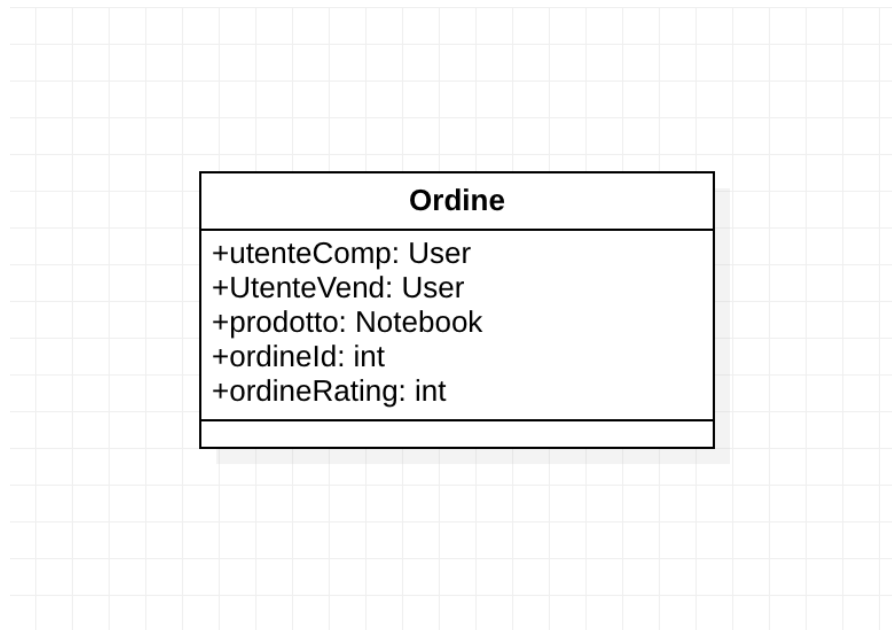 Ordine
+utenteComp: User
+UtenteVend: User
+prodotto: Notebook
+ordineId: int
+ordineRating: int